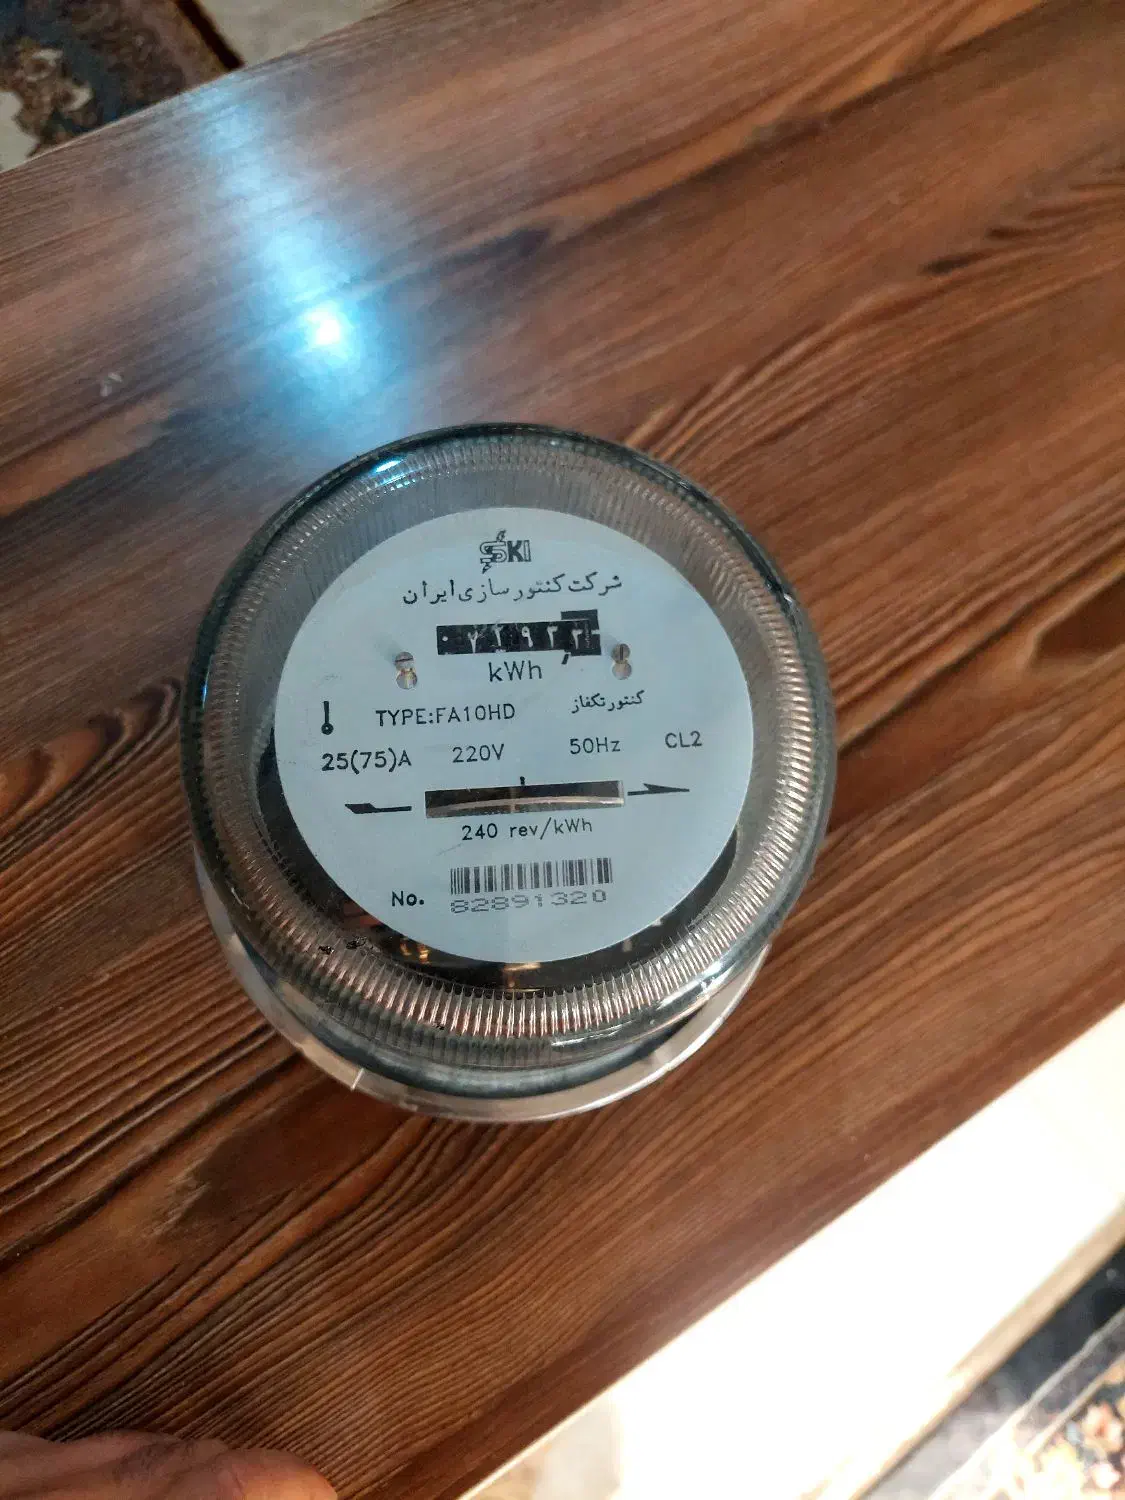 SKI
شرکت کنتورسازی ایران
kWh
TYPE:FA10HD کنتور تکفاز
25(75)A 220V 50Hz CL2
240 rev/kWh
No. 82891320